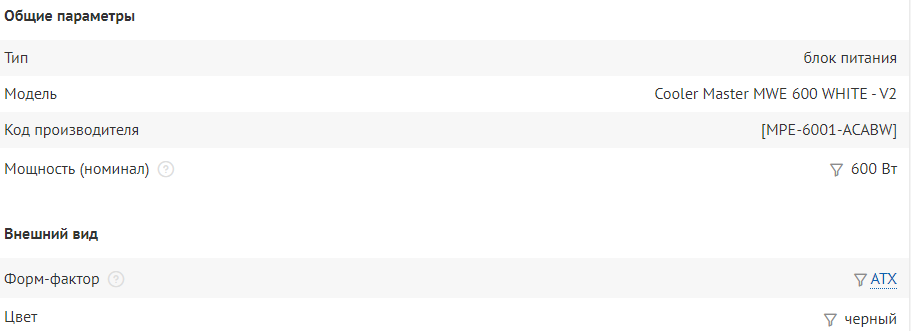 Общие параметры
Тип блок питания
Модель Cooler Master MWE 600 WHITE - V2
Код производителя [MPE-6001-ACABW]
Мощность (номинал) ? 600 Вт
Внешний вид
Форм-фактор ? ATX
Цвет черный